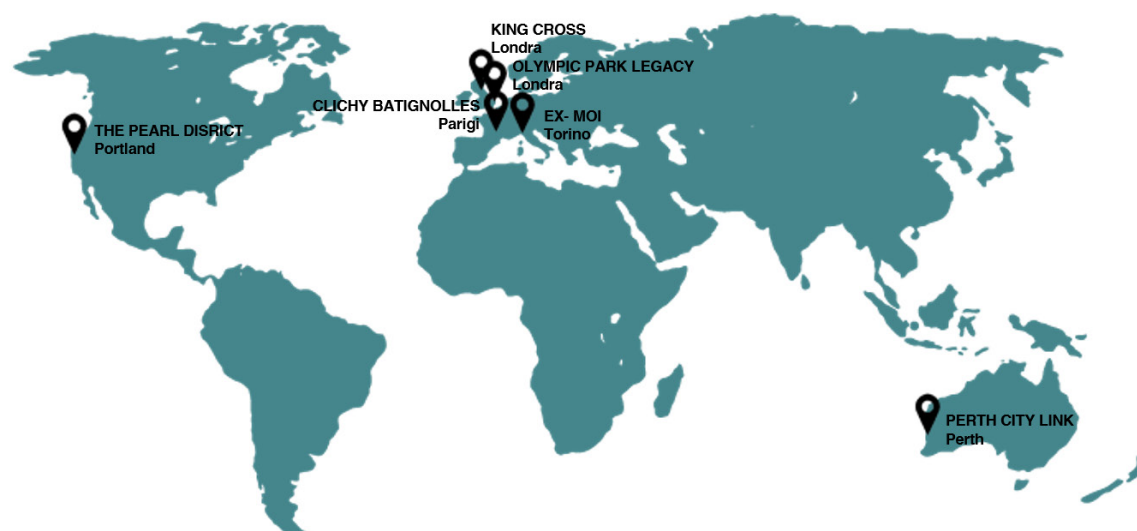 KING CROSS
Londra
OLYMPIC PARK LEGACY
Londra
CLICHY BATIGNOLLES
Parigi
EX- MOI
Torino
THE PEARL DISRICT
Portland
PERTH CITY LINK
Perth